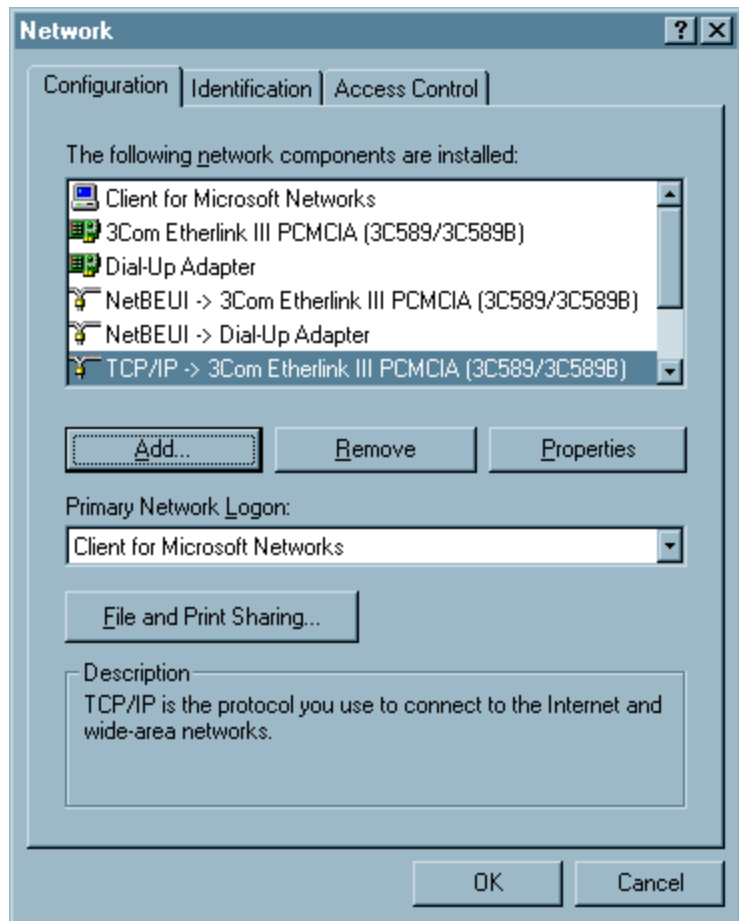 Network
Configuration Identification Access Control
The following network components are installed:
Client for Microsoft Networks
3Com Etherlink III PCMCIA (3C589/3C589B)
Dial-Up Adapter
NetBEUI -> 3Com Etherlink III PCMCIA (3C589/3C589B)
NetBEUI -> Dial-Up Adapter
TCP/IP -> 3Com Etherlink III PCMCIA (3C589/3C589B)
Add... Remove Properties
Primary Network Logon:
Client for Microsoft Networks
File and Print Sharing...
Description
TCP/IP is the protocol you use to connect to the Internet and
wide-area networks.
OK Cancel